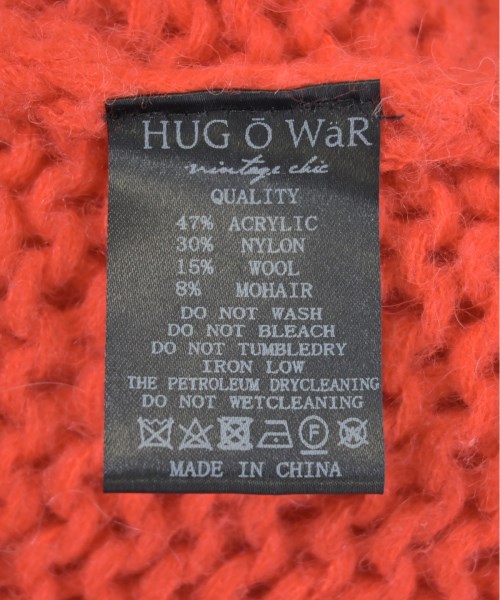 HUG Ō WäR
vintage chic
QUALITY
47% ACRYLIC
30% NYLON
15% WOOL
8% MOHAIR
DO NOT WASH
DO NOT BLEACH
DO NOT TUMBLEDRY
IRON LOW
THE PETROLEUM DRYCLEANING
DO NOT WETCLEANING
F W
MADE IN CHINA